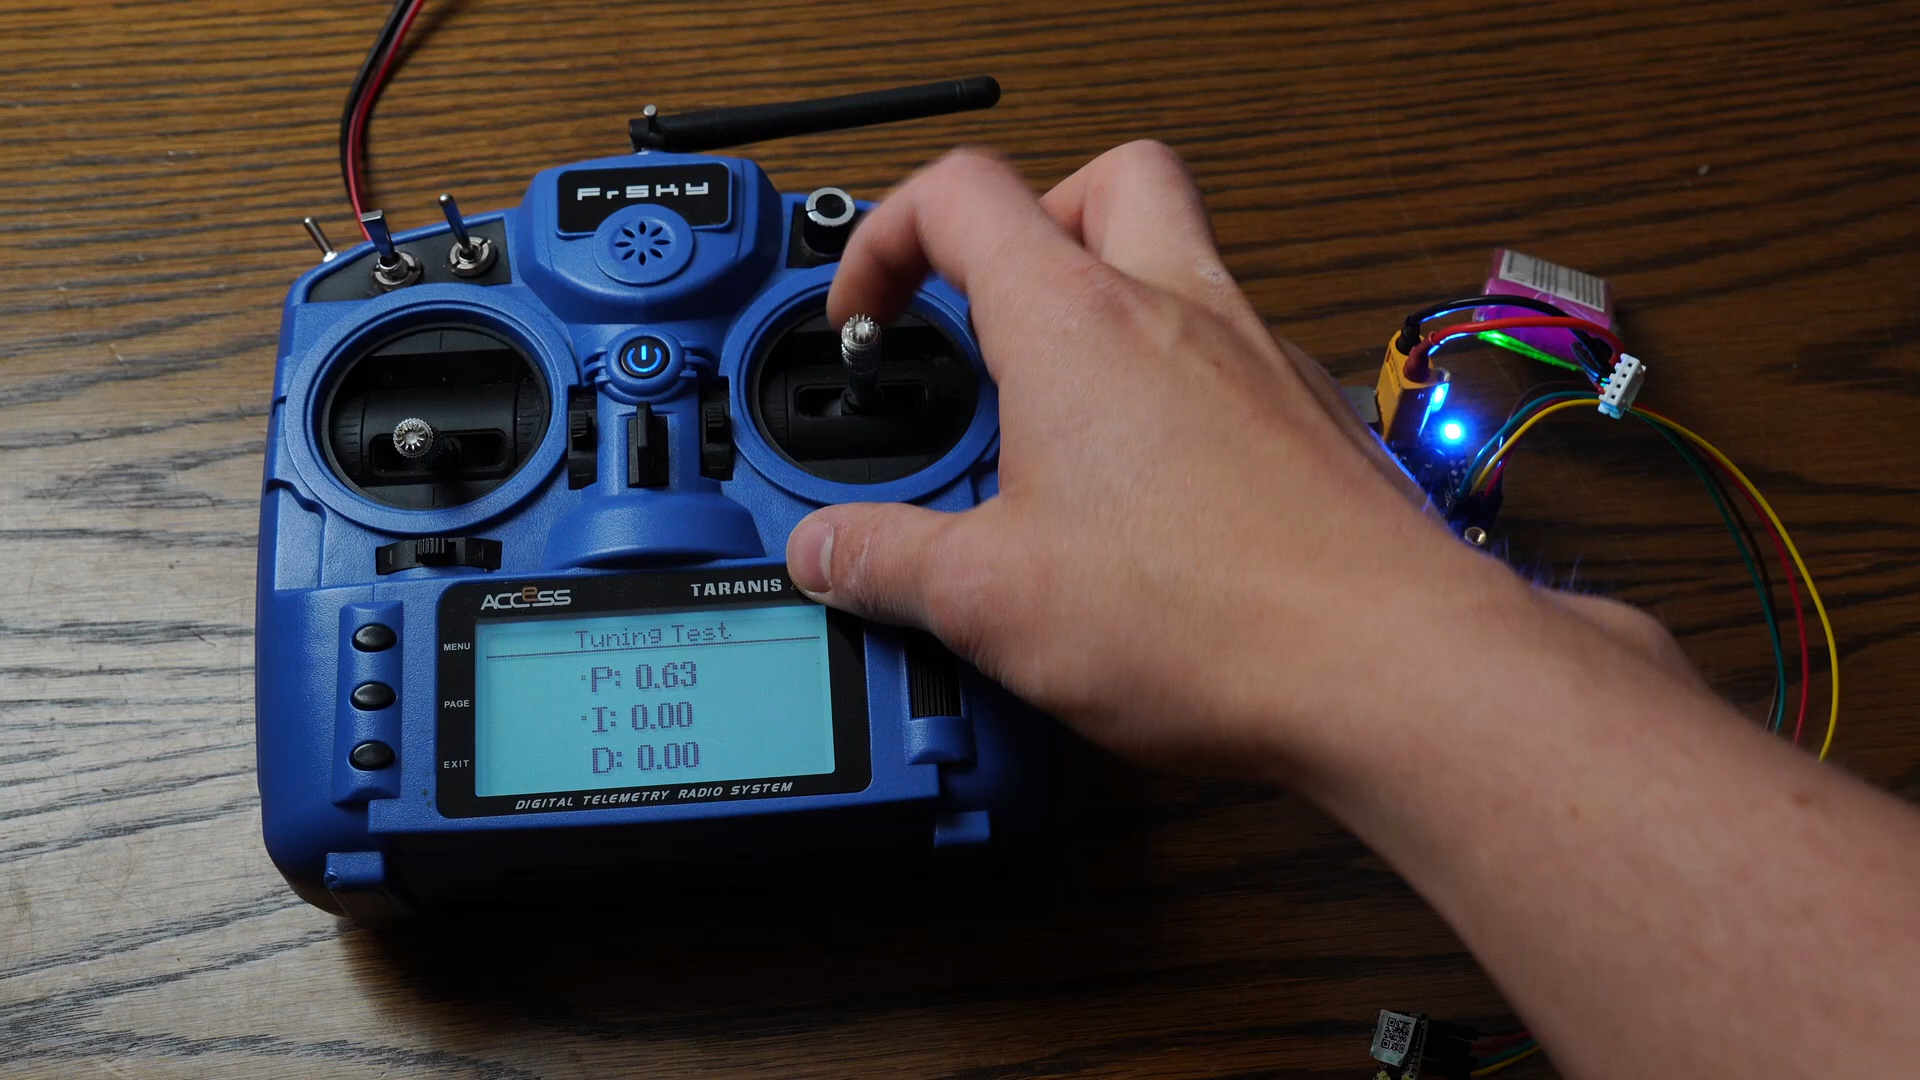 FrSKY
ACCeSS
TARANIS
MENU
PAGE
EXIT
Tuning Test
P: 0.63
I: 0.00
D: 0.00
DIGITAL TELEMETRY RADIO SYSTEM